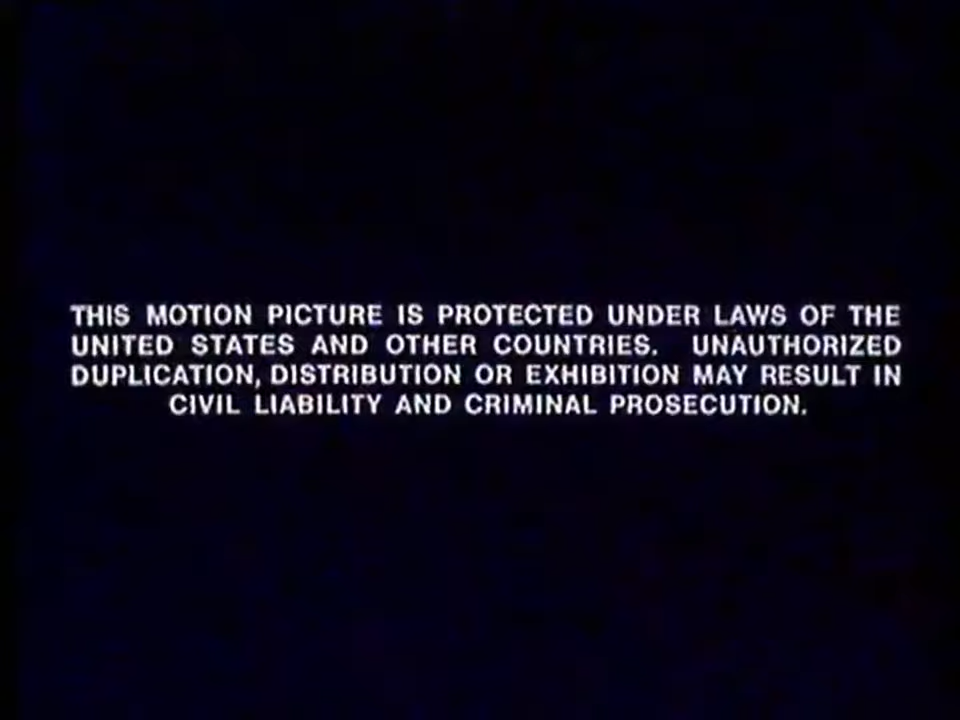 THIS MOTION PICTURE IS PROTECTED UNDER LAWS OF THE
UNITED STATES AND OTHER COUNTRIES. UNAUTHORIZED
DUPLICATION, DISTRIBUTION OR EXHIBITION MAY RESULT IN
CIVIL LIABILITY AND CRIMINAL PROSECUTION.